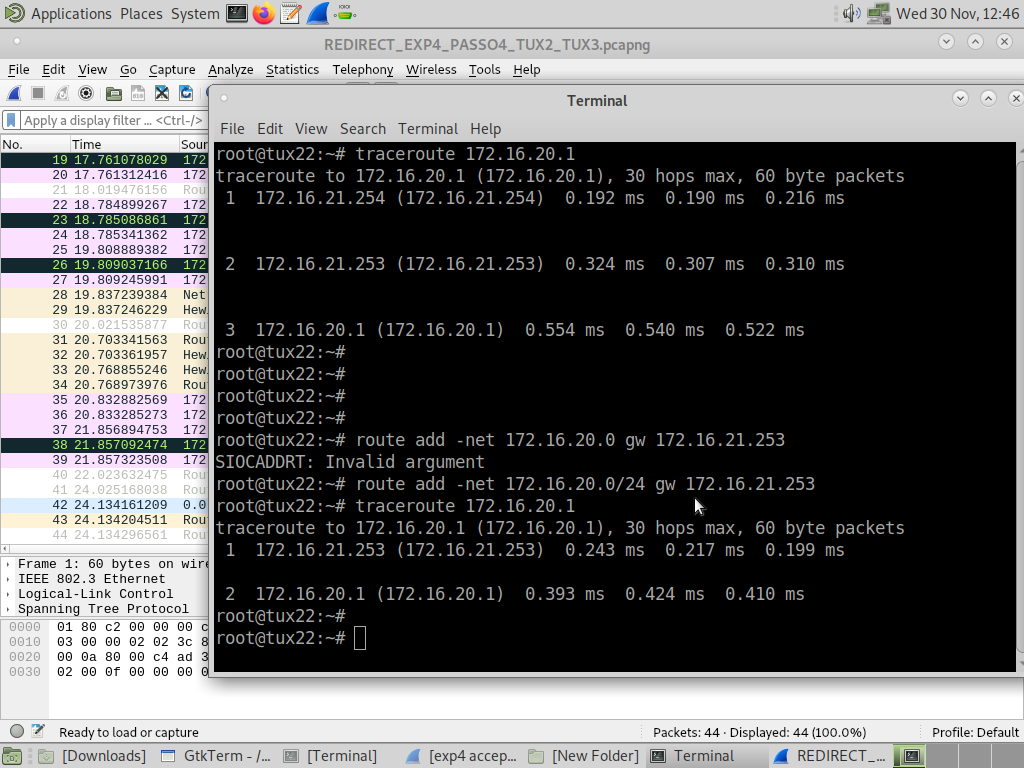 Applications Places System Wed 30 Nov, 12:46
REDIRECT_EXP4_PASSO4_TUX2_TUX3.pcapng
File Edit View Go Capture Analyze Statistics Telephony Wireless Tools Help
Apply a display filter ... <Ctrl-/>
No. Time Sour
19 17.761078029 172
20 17.761312416 172
21 18.019476156 Rou
22 18.784899267 172
23 18.785086861 172
24 18.785341362 172
25 19.808889382 172
26 19.809037166 172
27 19.809245991 172
28 19.837239384 Net
29 19.837246229 Hew
30 20.021535877 Rou
31 20.703341563 Rou
32 20.703361957 Hew
33 20.768855246 Hew
34 20.768973976 Rou
35 20.832882569 172
36 20.833285273 172
37 21.856894753 172
38 21.857092474 172
39 21.857323508 172
40 22.023632475 Rou
41 24.025168038 Rou
42 24.134161209 0.0
43 24.134204511 Rou
44 24.134296561 Rou
Frame 1: 60 bytes on wire
IEEE 802.3 Ethernet
Logical-Link Control
Spanning Tree Protocol
0000 01 80 c2 00 00 00 c
0010 03 00 00 02 02 3c 8
0020 00 0a 80 00 c4 ad 3
0030 02 00 0f 00 00 00 0
Terminal
File Edit View Search Terminal Help
root@tux22:~# traceroute 172.16.20.1
traceroute to 172.16.20.1 (172.16.20.1), 30 hops max, 60 byte packets
1 172.16.21.254 (172.16.21.254) 0.192 ms 0.190 ms 0.216 ms
2 172.16.21.253 (172.16.21.253) 0.324 ms 0.307 ms 0.310 ms
3 172.16.20.1 (172.16.20.1) 0.554 ms 0.540 ms 0.522 ms
root@tux22:~#
root@tux22:~#
root@tux22:~#
root@tux22:~#
root@tux22:~# route add -net 172.16.20.0 gw 172.16.21.253
SIOCADDRT: Invalid argument
root@tux22:~# route add -net 172.16.20.0/24 gw 172.16.21.253
root@tux22:~# traceroute 172.16.20.1
traceroute to 172.16.20.1 (172.16.20.1), 30 hops max, 60 byte packets
1 172.16.21.253 (172.16.21.253) 0.243 ms 0.217 ms 0.199 ms
2 172.16.20.1 (172.16.20.1) 0.393 ms 0.424 ms 0.410 ms
root@tux22:~#
root@tux22:~#
Ready to load or capture Packets: 44 · Displayed: 44 (100.0%) Profile: Default
[Downloads] GtkTerm - /... [Terminal] [exp4 accep... [New Folder] Terminal REDIRECT_...